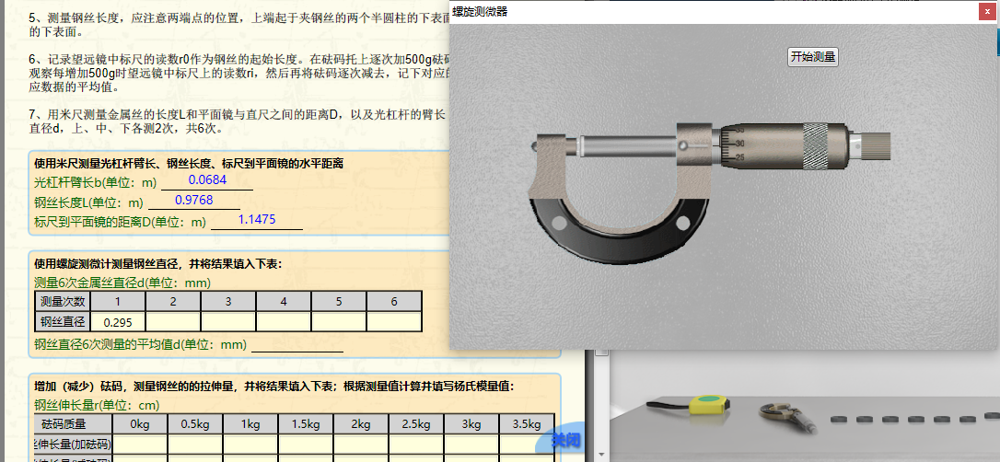 5、测量钢丝长度，应注意两端点的位置，上端起于夹钢丝的两个半圆柱的下表面
的下表面。
6、记录望远镜中标尺的读数r0作为钢丝的起始长度。在砝码托上逐次加500g砝码
观察每增加500g时望远镜中标尺上的读数ri，然后再将砝码逐次减去，记下对应的
应数据的平均值。
7、用米尺测量金属丝的长度L和平面镜与直尺之间的距离D，以及光杠杆的臂长
直径d，上、中、下各测2次，共6次。
使用米尺测量光杠杆臂长、钢丝长度、标尺到平面镜的水平距离
光杠杆臂长b(单位：m) 0.0684
钢丝长度L(单位：m) 0.9768
标尺到平面镜的距离D(单位：m) 1.1475
使用螺旋测微计测量钢丝直径，并将结果填入下表：
测量6次金属丝直径d(单位：mm)
测量次数 1 2 3 4 5 6
钢丝直径 0.295
钢丝直径6次测量的平均值d(单位：mm)
增加（减少）砝码，测量钢丝的的拉伸量，并将结果填入下表；根据测量值计算并填写杨氏模量值：
钢丝伸长量r(单位：cm)
砝码质量 0kg 0.5kg 1kg 1.5kg 2kg 2.5kg 3kg 3.5kg
丝伸长量(加砝码)
关闭
螺旋测微器
x
开始测量
30
25